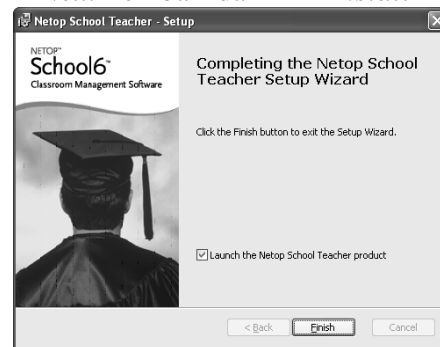 Netop School Teacher - Setup
NETOP™
School6™
Classroom Management Software
Completing the Netop School
Teacher Setup Wizard
Click the Finish button to exit the Setup Wizard.
Launch the Netop School Teacher product
< Back
Finish
Cancel